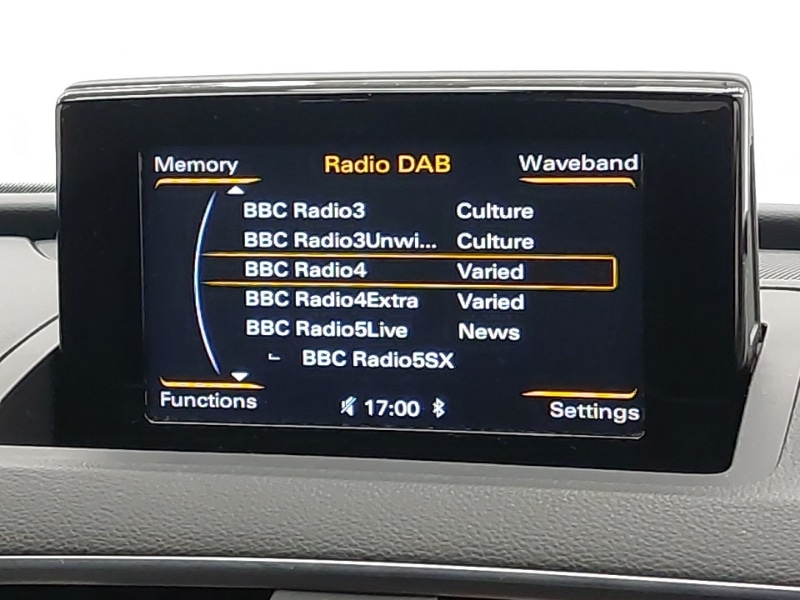 Memory Radio DAB Waveband
BBC Radio3 Culture
BBC Radio3Unwi... Culture
BBC Radio4 Varied
BBC Radio4Extra Varied
BBC Radio5Live News
BBC Radio5SX
Functions 17:00 Settings